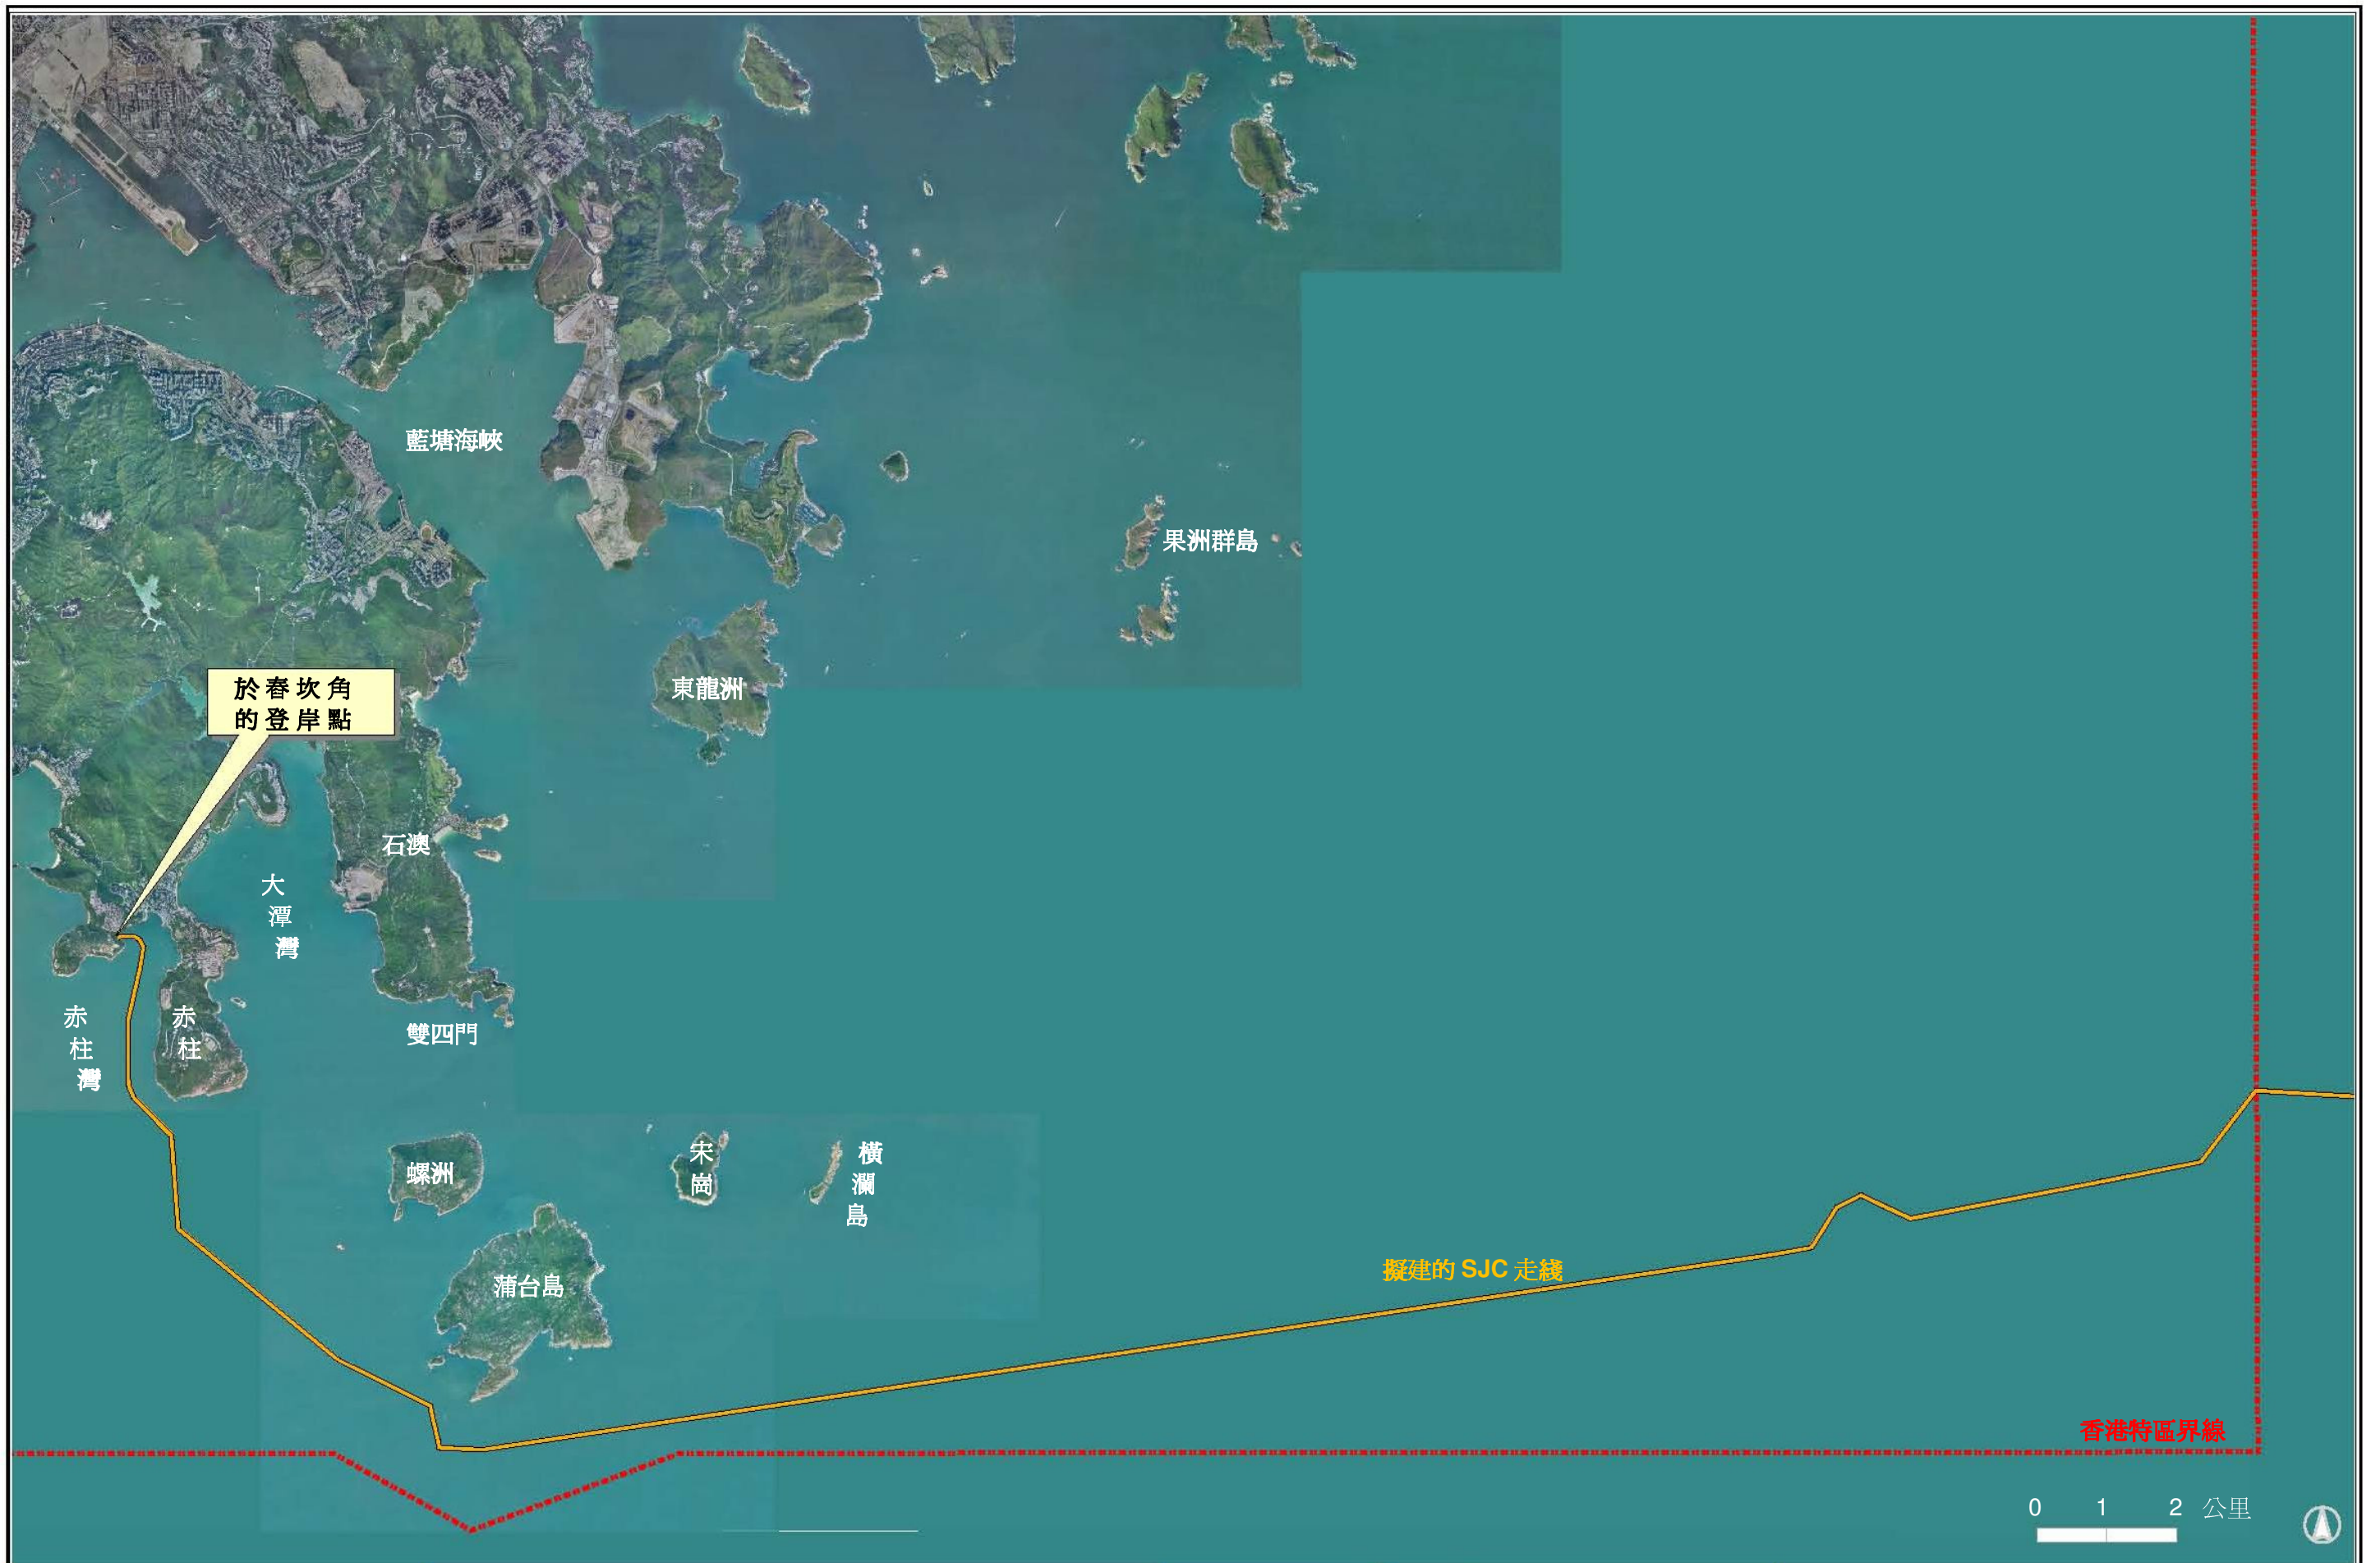 藍塘海峽
果洲群島
於舂坎角
的登岸點
東龍洲
石澳
大潭灣
赤柱灣
赤柱
雙四門
螺洲
宋崗
橫瀾島
蒲台島
擬建的 SJC 走綫
香港特區界線
0 1 2 公里